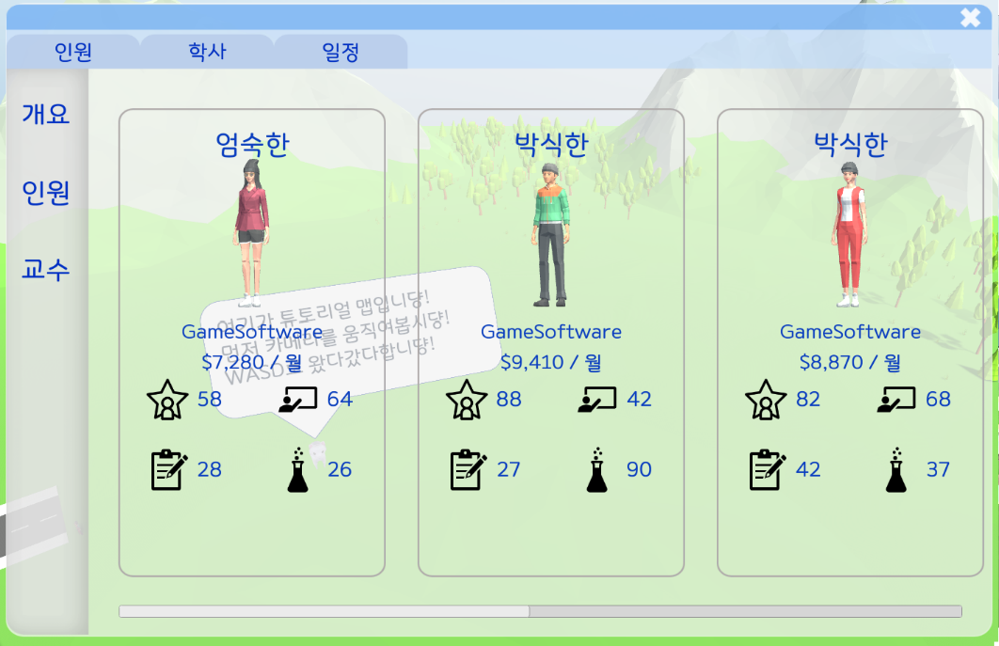 인원
학사
일정
개요
인원
교수
엄숙한
GameSoftware
$7,280 / 월
58
64
28
26
박식한
GameSoftware
$9,410 / 월
88
42
27
90
박식한
GameSoftware
$8,870 / 월
82
68
42
37
여기가 튜토리얼 맵입니댱!
먼저 카메라를 움직여봅시댱!
WASD로 왔다갔다합니댱!